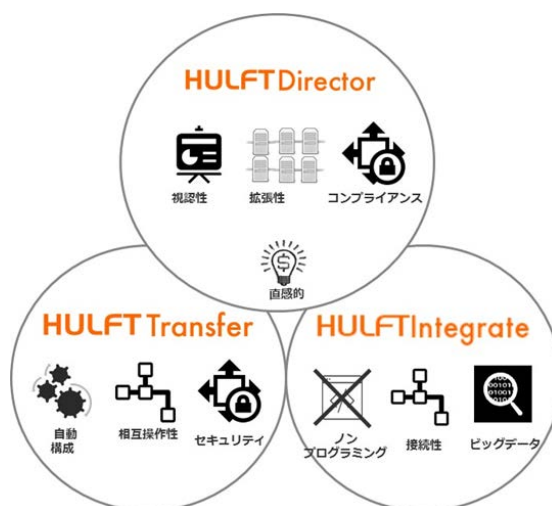 HULFT Director
視認性
拡張性
コンプライアンス
直感的
HULFT Transfer
自動
構成
相互操作性
セキュリティ
HULFT Integrate
ノン
プログラミング
接続性
ビッグデータ